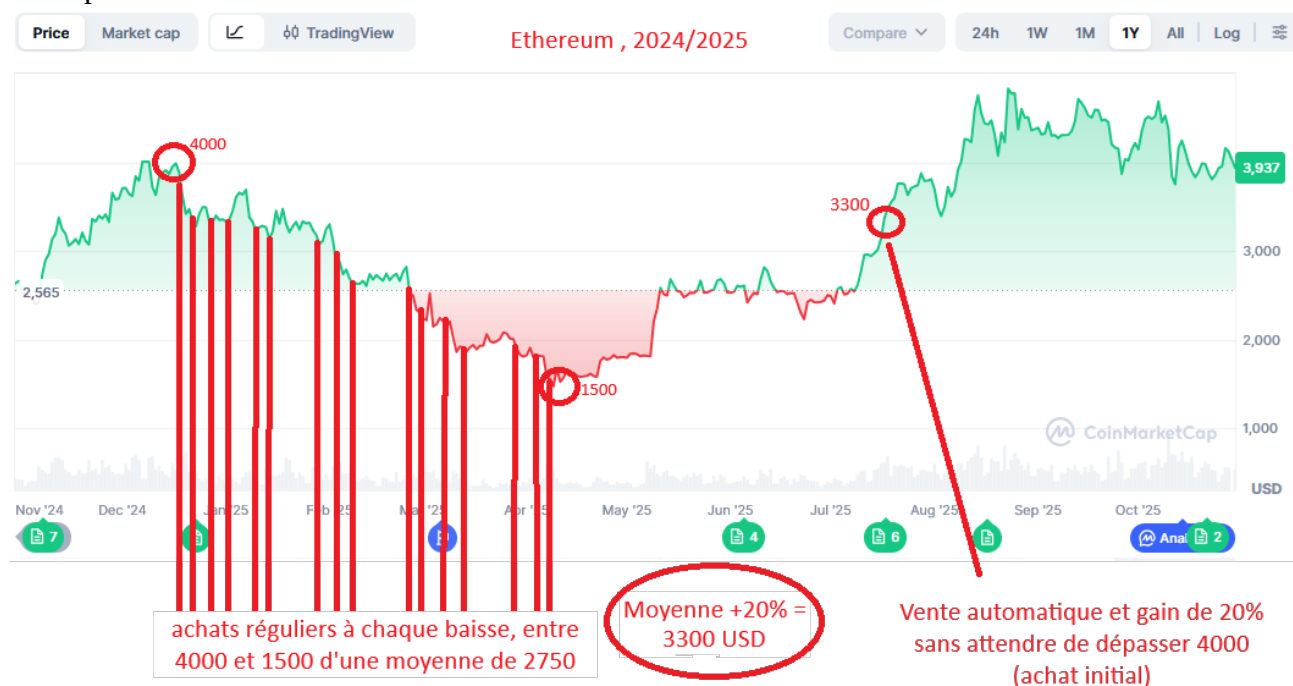 Price Market cap TradingView Ethereum , 2024/2025 Compare 24h 1W 1M 1Y All Log
4000
3,937
3300
3,000
2,565
2,000
1500
1,000
CoinMarketCap
USD
Nov '24 Dec '24 Jan '25 Feb '25 Mar '25 Apr '25 May '25 Jun '25 Jul '25 Aug '25 Sep '25 Oct '25
7 4 6 2
achats réguliers à chaque baisse, entre
4000 et 1500 d'une moyenne de 2750
Moyenne +20% =
3300 USD
Vente automatique et gain de 20%
sans attendre de dépasser 4000
(achat initial)